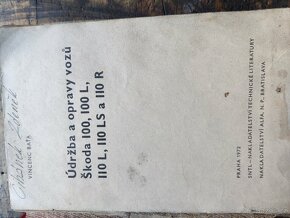 VINCENC BAŤA
Údržba a opravy vozů
Škoda 100, 100 L,
110 L, 110 LS a 110 R
PRAHA 1972
SNTL – NAKLADATELSTVÍ TECHNICKÉ LITERATURY
NAKLADATELSTVÍ ALFA, N. P., BRATISLAVA